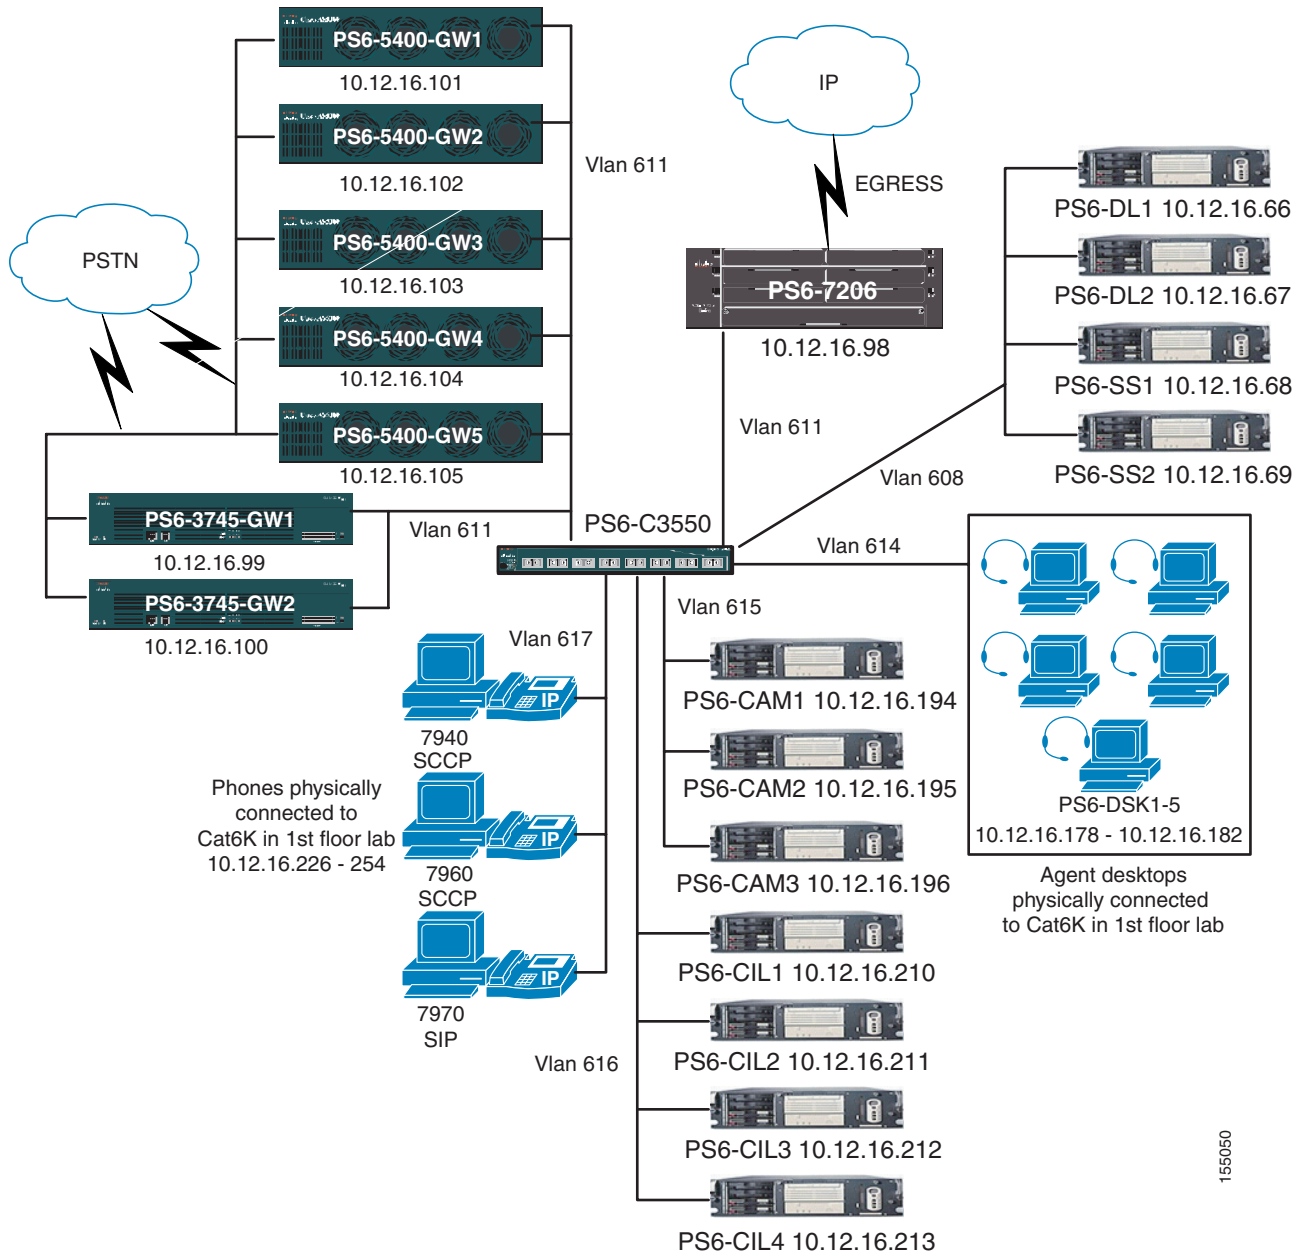 PS6-5400-GW1
10.12.16.101
PS6-5400-GW2
10.12.16.102
PS6-5400-GW3
10.12.16.103
PS6-5400-GW4
10.12.16.104
PS6-5400-GW5
10.12.16.105
Vlan 611
PSTN
PS6-3745-GW1
10.12.16.99
PS6-3745-GW2
10.12.16.100
Vlan 611
IP
EGRESS
PS6-7206
10.12.16.98
Vlan 611
PS6-DL1 10.12.16.66
PS6-DL2 10.12.16.67
PS6-SS1 10.12.16.68
PS6-SS2 10.12.16.69
Vlan 608
PS6-C3550
Vlan 614
PS6-DSK1-5
10.12.16.178 - 10.12.16.182
Agent desktops
physically connected
to Cat6K in 1st floor lab
Vlan 617
IP
7940
SCCP
IP
7960
SCCP
IP
7970
SIP
Phones physically
connected to
Cat6K in 1st floor lab
10.12.16.226 - 254
Vlan 615
PS6-CAM1 10.12.16.194
PS6-CAM2 10.12.16.195
PS6-CAM3 10.12.16.196
Vlan 616
PS6-CIL1 10.12.16.210
PS6-CIL2 10.12.16.211
PS6-CIL3 10.12.16.212
PS6-CIL4 10.12.16.213
155050